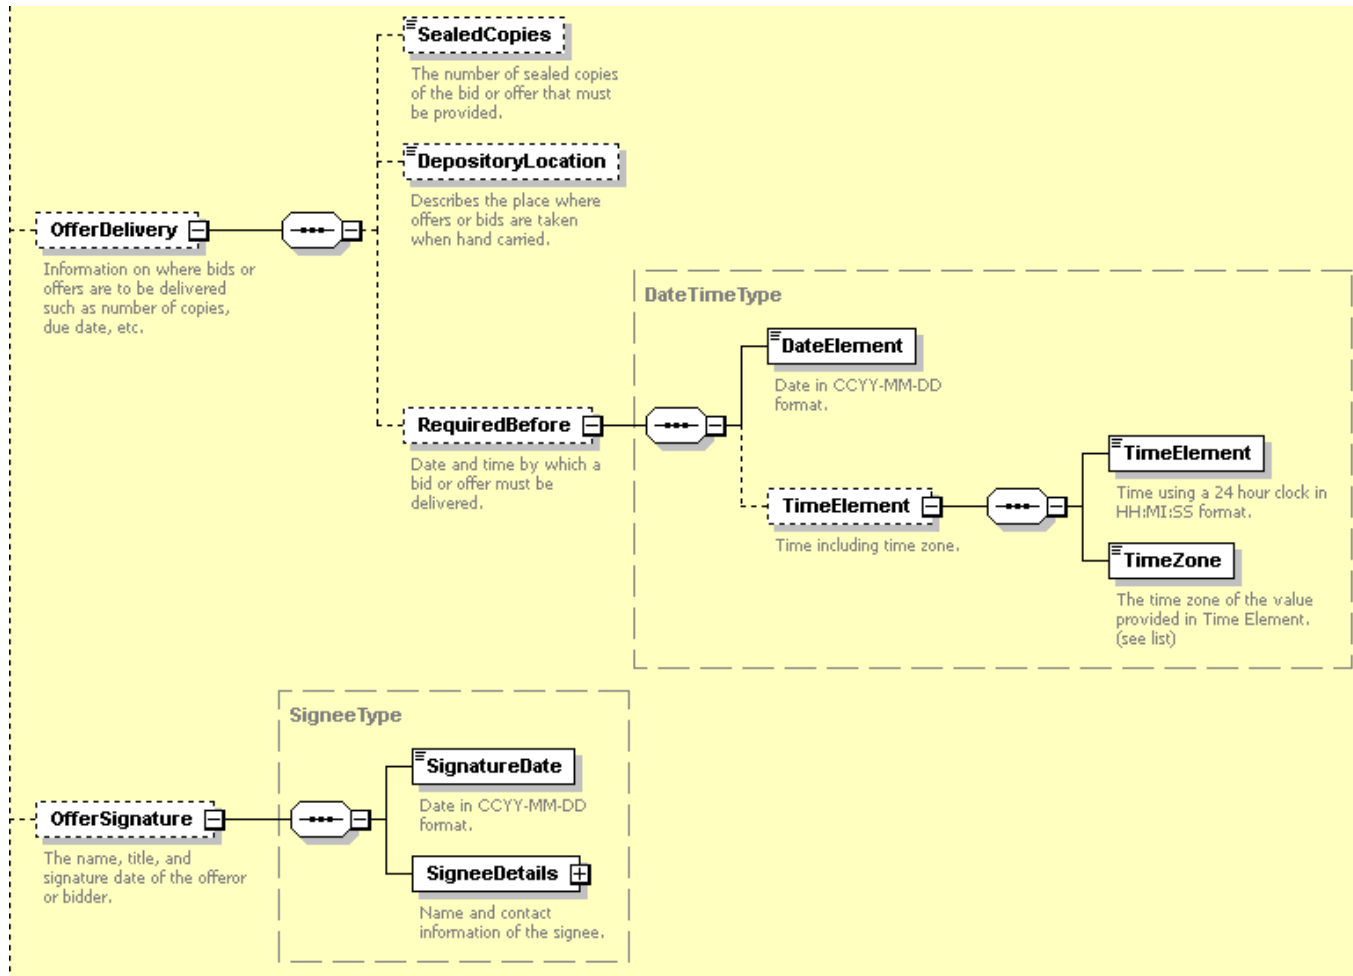 SealedCopies
The number of sealed copies
of the bid or offer that must
be provided.
DepositoryLocation
Describes the place where
offers or bids are taken
when hand carried.
OfferDelivery
Information on where bids or
offers are to be delivered
such as number of copies,
due date, etc.
DateTimeType
DateElement
Date in CCYY-MM-DD
format.
RequiredBefore
Date and time by which a
bid or offer must be
delivered.
TimeElement
Time including time zone.
TimeElement
Time using a 24 hour clock in
HH:MI:SS format.
TimeZone
The time zone of the value
provided in Time Element.
(see list)
SigneeType
SignatureDate
Date in CCYY-MM-DD
format.
OfferSignature
The name, title, and
signature date of the offeror
or bidder.
SigneeDetails
Name and contact
information of the signee.